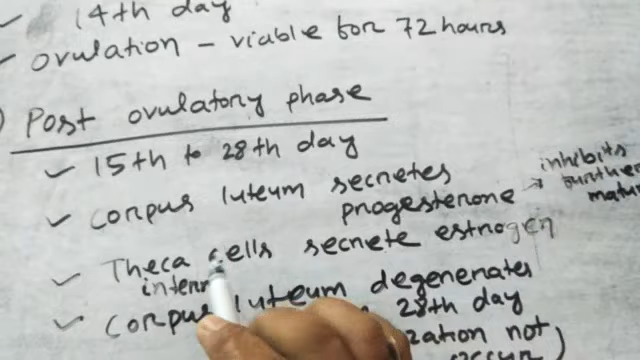 14th day
ovulation - viable for 72 hours
Post ovulatory phase
15th to 28th day
corpus luteum secretes
progesterone → inhibits
further
Theca cells secrete estrogen
corpus luteum degenerates
28th day
not